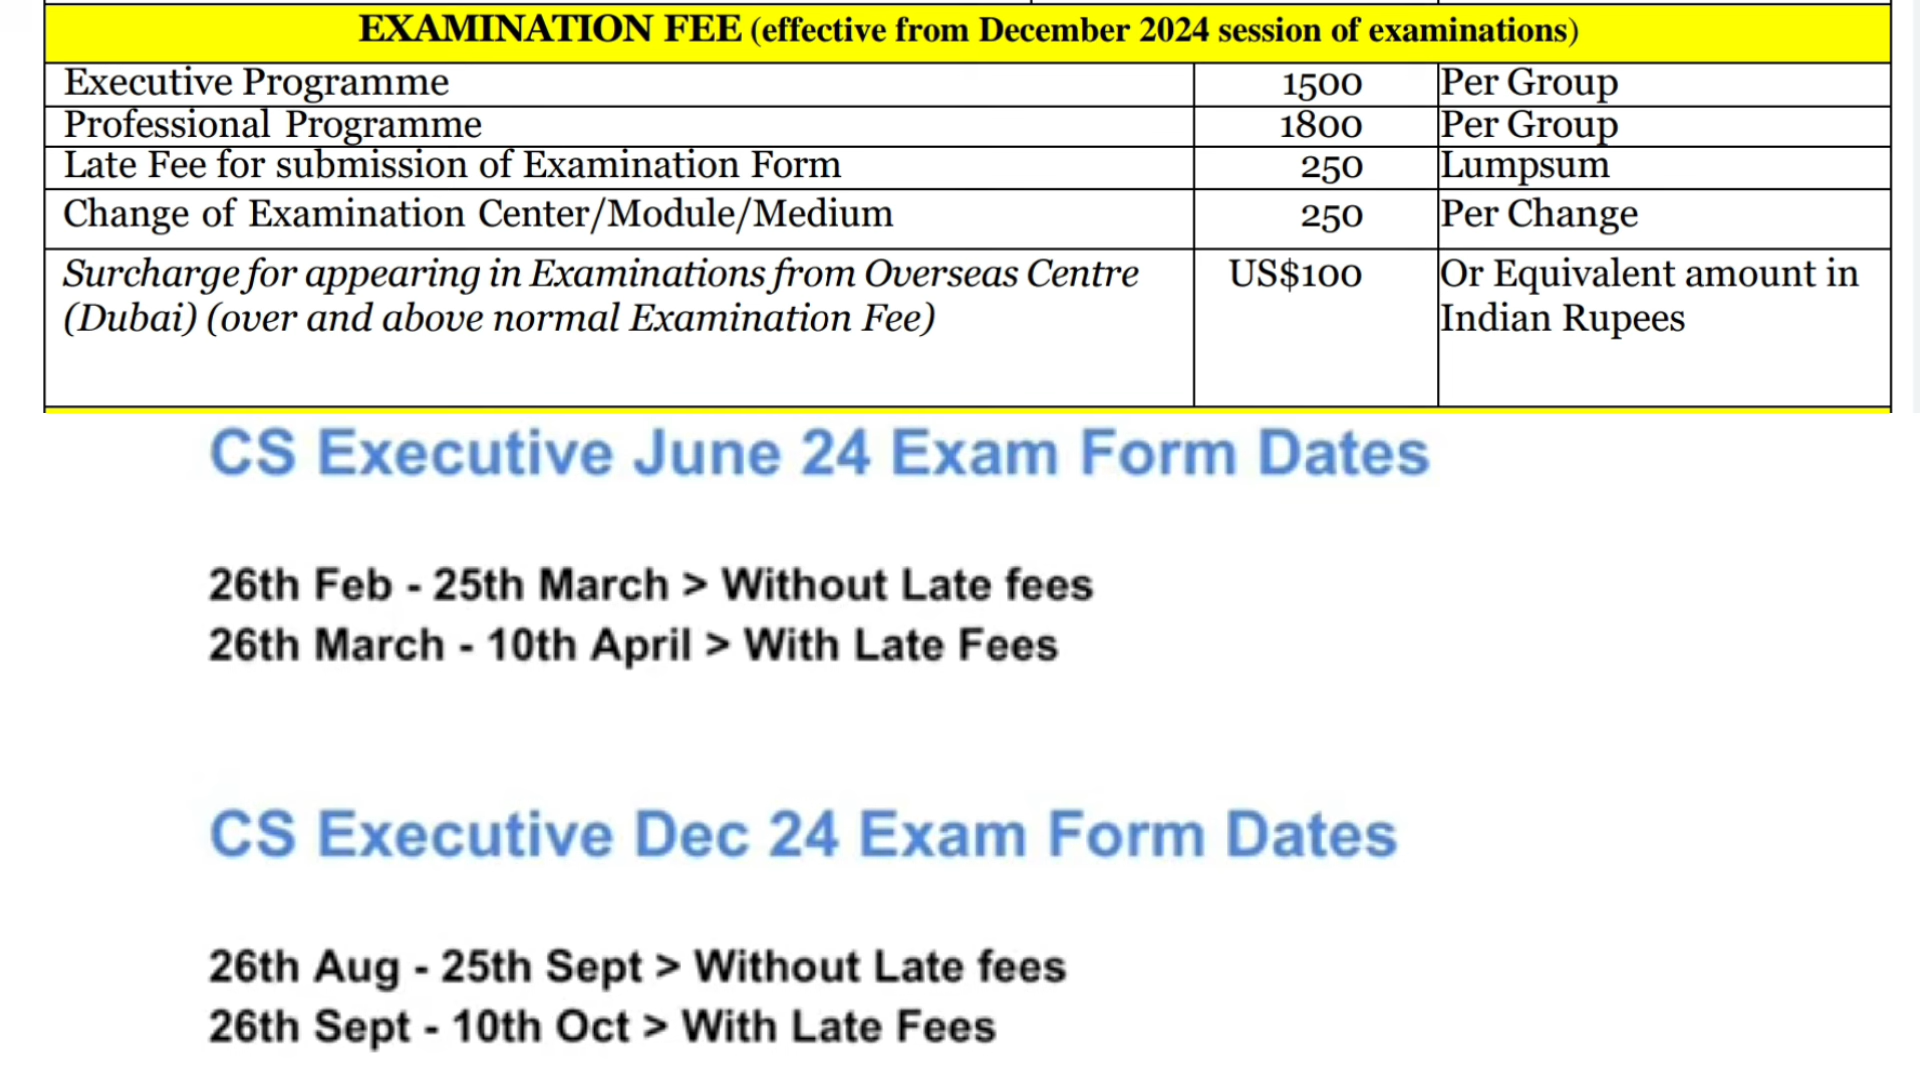 EXAMINATION FEE (effective from December 2024 session of examinations)
Executive Programme 1500 Per Group
Professional Programme 1800 Per Group
Late Fee for submission of Examination Form 250 Lumpsum
Change of Examination Center/Module/Medium 250 Per Change
Surcharge for appearing in Examinations from Overseas Centre US$100 Or Equivalent amount in
(Dubai) (over and above normal Examination Fee) Indian Rupees
CS Executive June 24 Exam Form Dates
26th Feb - 25th March > Without Late fees
26th March - 10th April > With Late Fees
CS Executive Dec 24 Exam Form Dates
26th Aug - 25th Sept > Without Late fees
26th Sept - 10th Oct > With Late Fees